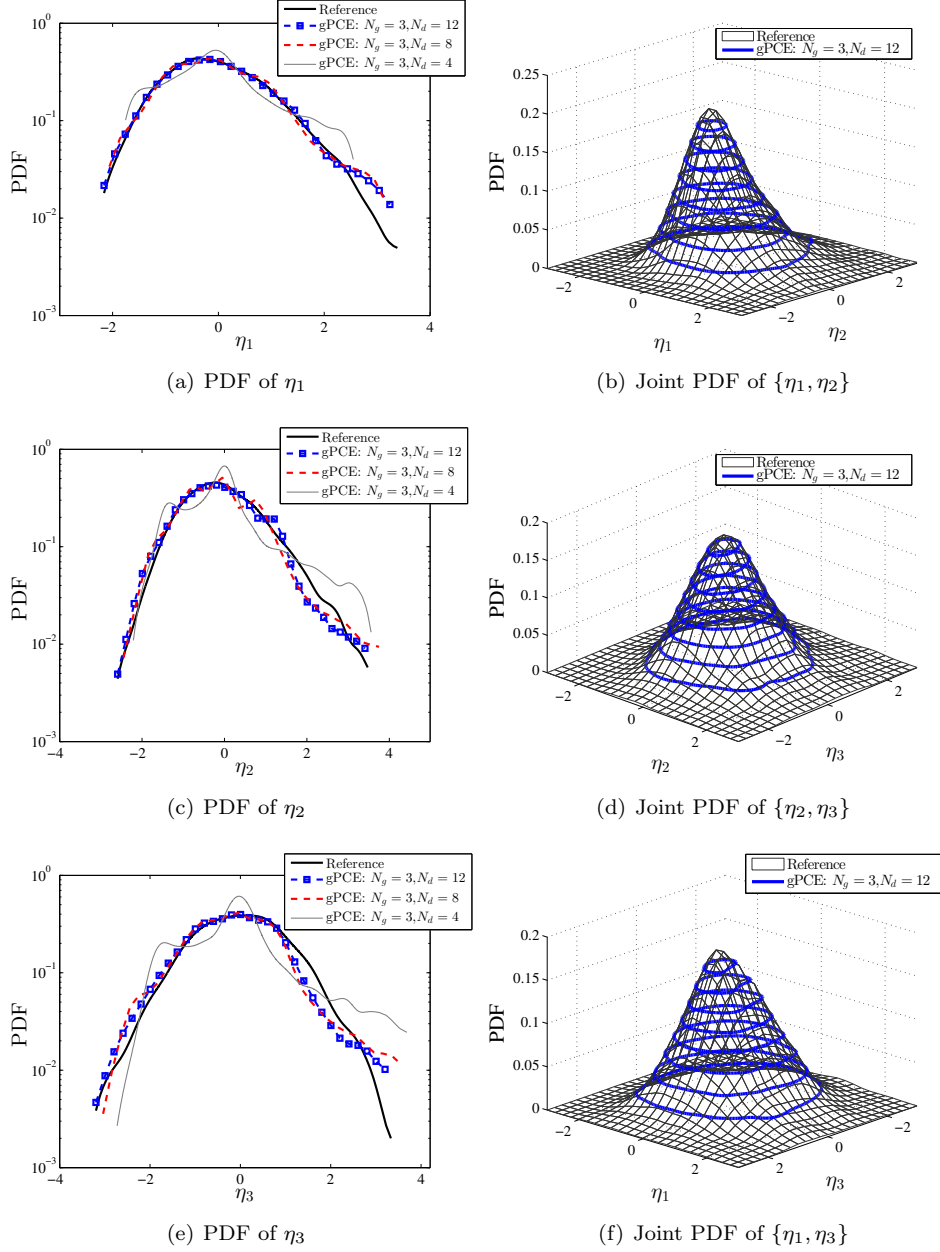 Reference
gPCE: N_g = 3, N_d = 12
gPCE: N_g = 3, N_d = 8
gPCE: N_g = 3, N_d = 4
10^0
10^{-1}
10^{-2}
10^{-3}
PDF
−2 0 2 4
η_1
(a) PDF of η_1
Reference
gPCE: N_g = 3, N_d = 12
0.25
0.2
0.15
0.1
0.05
0
PDF
−2 0 2
η_1
−2 0 2
η_2
(b) Joint PDF of {η_1, η_2}
Reference
gPCE: N_g = 3, N_d = 12
gPCE: N_g = 3, N_d = 8
gPCE: N_g = 3, N_d = 4
10^0
10^{-1}
10^{-2}
10^{-3}
PDF
−4 −2 0 2 4
η_2
(c) PDF of η_2
Reference
gPCE: N_g = 3, N_d = 12
0.2
0.15
0.1
0.05
0
PDF
−2 0 2
η_2
−2 0 2
η_3
(d) Joint PDF of {η_2, η_3}
Reference
gPCE: N_g = 3, N_d = 12
gPCE: N_g = 3, N_d = 8
gPCE: N_g = 3, N_d = 4
10^0
10^{-1}
10^{-2}
10^{-3}
PDF
−4 −2 0 2 4
η_3
(e) PDF of η_3
Reference
gPCE: N_g = 3, N_d = 12
0.2
0.15
0.1
0.05
0
PDF
−2 0 2
η_1
2 0 −2
η_3
(f) Joint PDF of {η_1, η_3}